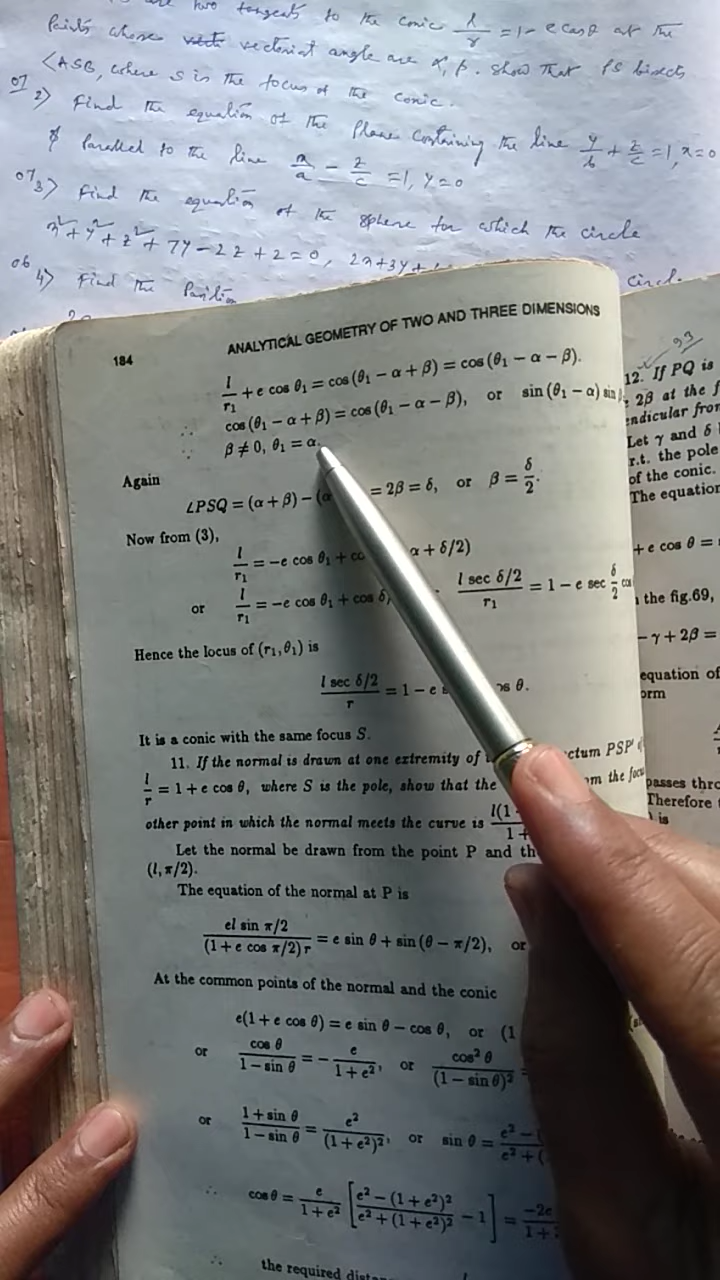 are two tangents to the conic l/r = 1 - e cos θ at the
Points whose vectorial angle are α, β. show that PS bisects
∠ASB, where S is the focus of the conic.
07 2> Find the equation of the Plane containing the line y/b + z/c = 1, x = 0
& Parallel to the line x/a - z/c = 1, y = 0
07 3> Find the equation of the sphere for which the circle
x² + y² + z² + 7y - 2z + 2 = 0, 2x + 3y +
circle.
06 4> Find the
184 ANALYTICAL GEOMETRY OF TWO AND THREE DIMENSIONS
l/r₁ + e cos θ₁ = cos (θ₁ − α + β) = cos (θ₁ − α − β).
∴ cos (θ₁ − α + β) = cos (θ₁ − α − β), or sin (θ₁ − α) sin
∵ β ≠ 0, θ₁ = α.
Again
∠PSQ = (α + β) − (α = 2β = δ, or β = δ/2.
Now from (3),
l/r₁ = −e cos θ₁ + co α + δ/2)
or l/r₁ = −e cos θ₁ + cos δ/ l sec δ/2 / r₁ = 1 − e sec δ/2 cos
Hence the locus of (r₁, θ₁) is
l sec δ/2 / r = 1 − e s os θ.
It is a conic with the same focus S.
11. If the normal is drawn at one extremity of ectum PSP'
l/r = 1 + e cos θ, where S is the pole, show that the om the focu
other point in which the normal meets the curve is l(1 / 1 +
Let the normal be drawn from the point P and th
(l, π/2).
The equation of the normal at P is
el sin π/2 / (1 + e cos π/2) r = e sin θ + sin (θ − π/2), or
At the common points of the normal and the conic
e(1 + e cos θ) = e sin θ − cos θ, or (1
or cos θ / 1 − sin θ = − e / 1 + e², or cos² θ / (1 − sin θ)² =
or 1 + sin θ / 1 − sin θ = e² / (1 + e²)², or sin θ = e² − ( / e² + (
∴ cos θ = e / 1 + e² [ e² − (1 + e²)² / e² + (1 + e²)² − 1 ] = −2e / 1 +
∴ the required
33
12. If PQ is
2β at the f
endicular from
Let γ and δ
r.t. the pole
of the conic.
The equation
+ e cos θ =
the fig.69,
− γ + 2β =
equation of
orm
passes thro
Therefore
is